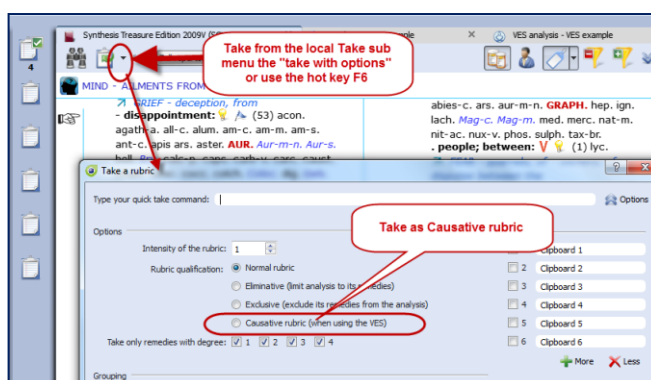 Synthesis Treasure Edition 2009V
ple
VES analysis - VES example
Take from the local Take sub
menu the "take with options"
or use the hot key F6
4
MIND - AILMENTS FROM
GRIEF - deception, from
- disappointment: (53) acon.
agath-a. all-c. alum. am-c. am-m. am-s.
ant-c. apis ars. aster. AUR. Aur-m-n. Aur-s.
abies-c. ars. aur-m-n. GRAPH. hep. ign.
lach. Mag-c. Mag-m. med. merc. nat-m.
nit-ac. nux-v. phos. sulph. tax-br.
. people; between: (1) lyc.
Take a rubric
Type your quick take command:
Options
Options
Take as Causative rubric
Intensity of the rubric: 1
Rubric qualification: Normal rubric
Eliminative (limit analysis to its remedies)
Exclusive (exclude its remedies from the analysis)
Causative rubric (when using the VES)
Take only remedies with degree: 1 2 3 4
Grouping
Clipboard 1
2 Clipboard 2
3 Clipboard 3
4 Clipboard 4
5 Clipboard 5
6 Clipboard 6
More Less